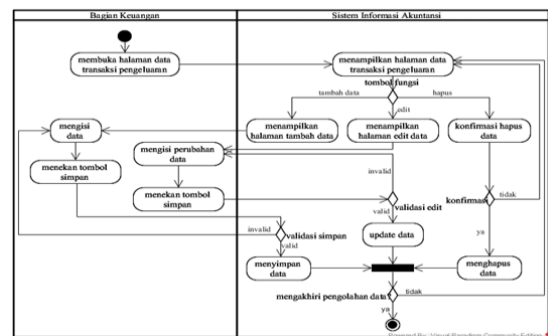 Bagian Keuangan
Sistem Informasi Akuntansi
membuka halaman data
transaksi pengeluaran
menampilkan halaman data
transaksi pengeluaran
tombol fungsi
tambah data
hapus
edit
mengisi
data
menampilkan
halaman tambah data
menampilkan
halaman edit data
konfirmasi hapus
data
mengisi perubahan
data
menekan tombol
simpan
invalid
menekan tombol
simpan
validasi edit
konfirmasi
tidak
valid
invalid
validasi simpan
update data
ya
valid
menyimpan
data
menghapus
data
mengakhiri pengolahan data
tidak
ya